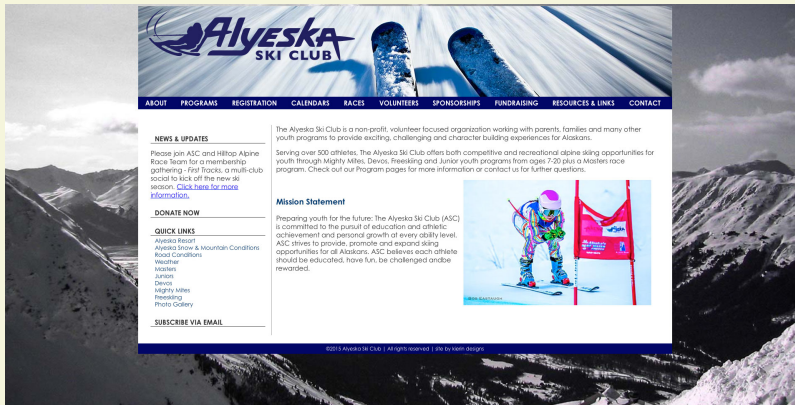 Alyeska
SKI CLUB
ABOUT PROGRAMS REGISTRATION CALENDARS RACES VOLUNTEERS SPONSORSHIPS FUNDRAISING RESOURCES & LINKS CONTACT
NEWS & UPDATES
Please join ASC and Hilltop Alpine
Race Team for a membership
gathering - First Tracks, a multi-club
social to kick off the new ski
season. Click here for more
information.
DONATE NOW
QUICK LINKS
Alyeska Resort
Alyeska Snow & Mountain Conditions
Road Conditions
Weather
Masters
Juniors
Devos
Mighty Mites
Freeskiing
Photo Gallery
SUBSCRIBE VIA EMAIL
The Alyeska Ski Club is a non-profit, volunteer focused organization working with parents, families and many other
youth programs to provide exciting, challenging and character building experiences for Alaskans.
Serving over 500 athletes, The Alyeska Ski Club offers both competitive and recreational alpine skiing opportunities for
youth through Mighty Mites, Devos, Freeskiing and Junior youth programs from ages 7-20 plus a Masters race
program. Check out our Program pages for more information or contact us for further questions.
Mission Statement
Preparing youth for the future: The Alyeska Ski Club (ASC)
is committed to the pursuit of education and athletic
achievement and personal growth at every ability level.
ASC strives to provide, promote and expand skiing
opportunities for all Alaskans. ASC believes each athlete
should be educated, have fun, be challenged andbe
rewarded.
©2015 Alyeska Ski Club | All rights reserved | site by kierin designs